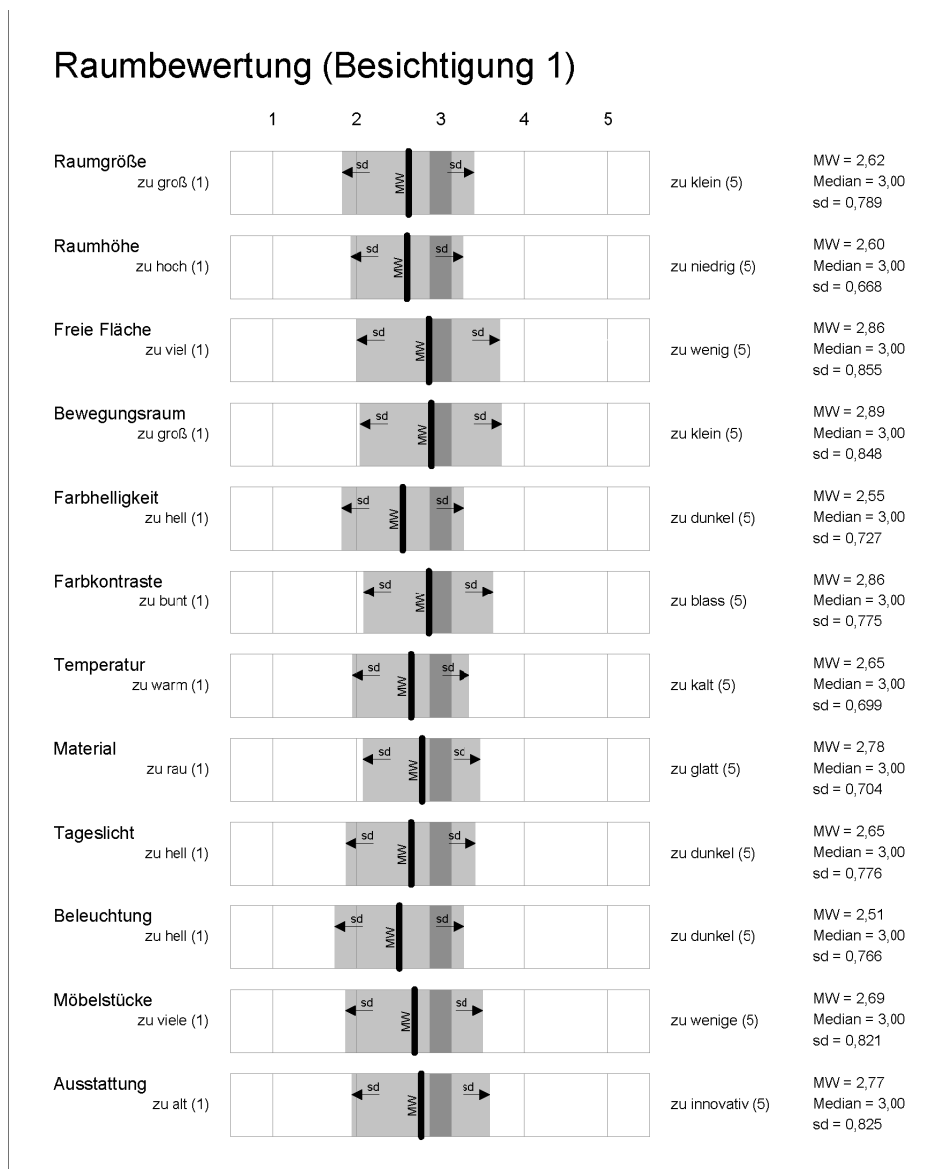 Raumbewertung (Besichtigung 1)
1 2 3 4 5
Raumgröße
zu groß (1)
sd MW sd
zu klein (5)
MW = 2,62
Median = 3,00
sd = 0,789
Raumhöhe
zu hoch (1)
sd MW sd
zu niedrig (5)
MW = 2,60
Median = 3,00
sd = 0,668
Freie Fläche
zu viel (1)
sd MW sd
zu wenig (5)
MW = 2,86
Median = 3,00
sd = 0,855
Bewegungsraum
zu groß (1)
sd MW sd
zu klein (5)
MW = 2,89
Median = 3,00
sd = 0,848
Farbhelligkeit
zu hell (1)
sd MW sd
zu dunkel (5)
MW = 2,55
Median = 3,00
sd = 0,727
Farbkontraste
zu bunt (1)
sd MW sd
zu blass (5)
MW = 2,86
Median = 3,00
sd = 0,775
Temperatur
zu warm (1)
sd MW sd
zu kalt (5)
MW = 2,65
Median = 3,00
sd = 0,699
Material
zu rau (1)
sd MW sd
zu glatt (5)
MW = 2,78
Median = 3,00
sd = 0,704
Tageslicht
zu hell (1)
sd MW sd
zu dunkel (5)
MW = 2,65
Median = 3,00
sd = 0,776
Beleuchtung
zu hell (1)
sd MW sd
zu dunkel (5)
MW = 2,51
Median = 3,00
sd = 0,766
Möbelstücke
zu viele (1)
sd MW sd
zu wenige (5)
MW = 2,69
Median = 3,00
sd = 0,821
Ausstattung
zu alt (1)
sd MW sd
zu innovativ (5)
MW = 2,77
Median = 3,00
sd = 0,825